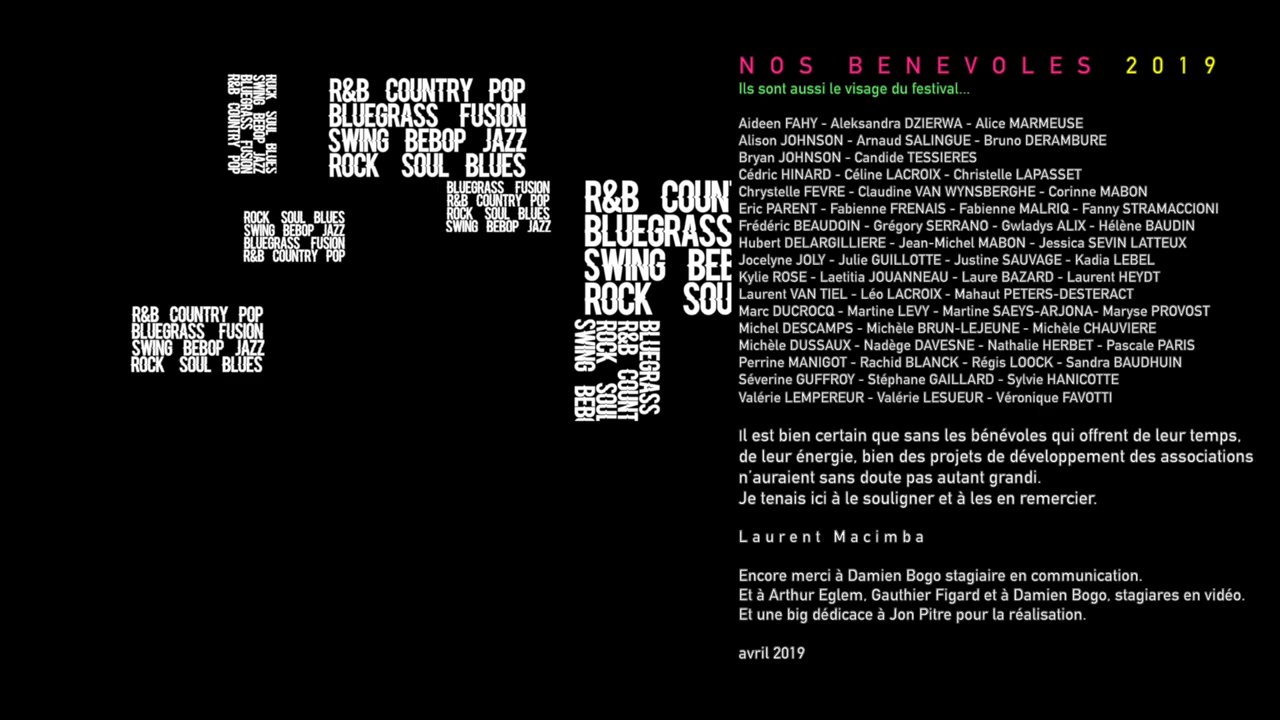 ROCK SOUL BLUES
SWING BEBOP JAZZ
BLUEGRASS FUSION
R&B COUNTRY POP
R&B COUNTRY POP
BLUEGRASS FUSION
SWING BEBOP JAZZ
ROCK SOUL BLUES
BLUEGRASS FUSION
R&B COUNTRY POP
ROCK SOUL BLUES
SWING BEBOP JAZZ
R&B COUN
BLUEGRASS
SWING BEB
ROCK SOU
ROCK SOUL BLUES
SWING BEBOP JAZZ
BLUEGRASS FUSION
R&B COUNTRY POP
R&B COUNTRY POP
BLUEGRASS FUSION
SWING BEBOP JAZZ
ROCK SOUL BLUES
BLUEGRASS
R&B COUNT
ROCK SOUL
SWING BEB
NOS BENEVOLES 2019
Ils sont aussi le visage du festival...
Aideen FAHY - Aleksandra DZIERWA - Alice MARMEUSE
Alison JOHNSON - Arnaud SALINGUE - Bruno DERAMBURE
Bryan JOHNSON - Candide TESSIERES
Cédric HINARD - Céline LACROIX - Christelle LAPASSET
Chrystelle FEVRE - Claudine VAN WYNSBERGHE - Corinne MABON
Eric PARENT - Fabienne FRENAIS - Fabienne MALRIQ - Fanny STRAMACCIONI
Frédéric BEAUDOIN - Grégory SERRANO - Gwladys ALIX - Hélène BAUDIN
Hubert DELARGILLIERE - Jean-Michel MABON - Jessica SEVIN LATTEUX
Jocelyne JOLY - Julie GUILLOTTE - Justine SAUVAGE - Kadia LEBEL
Kylie ROSE - Laetitia JOUANNEAU - Laure BAZARD - Laurent HEYDT
Laurent VAN TIEL - Léo LACROIX - Mahaut PETERS-DESTERACT
Marc DUCROCQ - Martine LEVY - Martine SAEYS-ARJONA- Maryse PROVOST
Michel DESCAMPS - Michèle BRUN-LEJEUNE - Michèle CHAUVIERE
Michèle DUSSAUX - Nadège DAVESNE - Nathalie HERBET - Pascale PARIS
Perrine MANIGOT - Rachid BLANCK - Régis LOOCK - Sandra BAUDHUIN
Séverine GUFFROY - Stéphane GAILLARD - Sylvie HANICOTTE
Valérie LEMPEREUR - Valérie LESUEUR - Véronique FAVOTTI
Il est bien certain que sans les bénévoles qui offrent de leur temps,
de leur énergie, bien des projets de développement des associations
n'auraient sans doute pas autant grandi.
Je tenais ici à le souligner et à les en remercier.
Laurent Macimba
Encore merci à Damien Bogo stagiaire en communication.
Et à Arthur Eglem, Gauthier Figard et à Damien Bogo, stagiares en vidéo.
Et une big dédicace à Jon Pitre pour la réalisation.
avril 2019